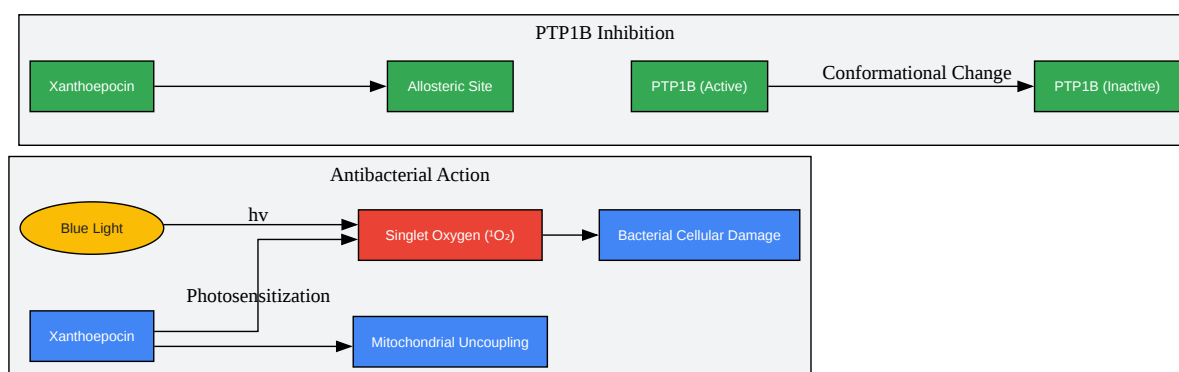 PTP1B Inhibition
Xanthoepocin
Allosteric Site
PTP1B (Active)
Conformational Change
PTP1B (Inactive)
Antibacterial Action
Blue Light
hν
Singlet Oxygen (¹O₂)
Bacterial Cellular Damage
Photosensitization
Xanthoepocin
Mitochondrial Uncoupling